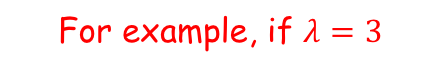 For example, if λ = 3